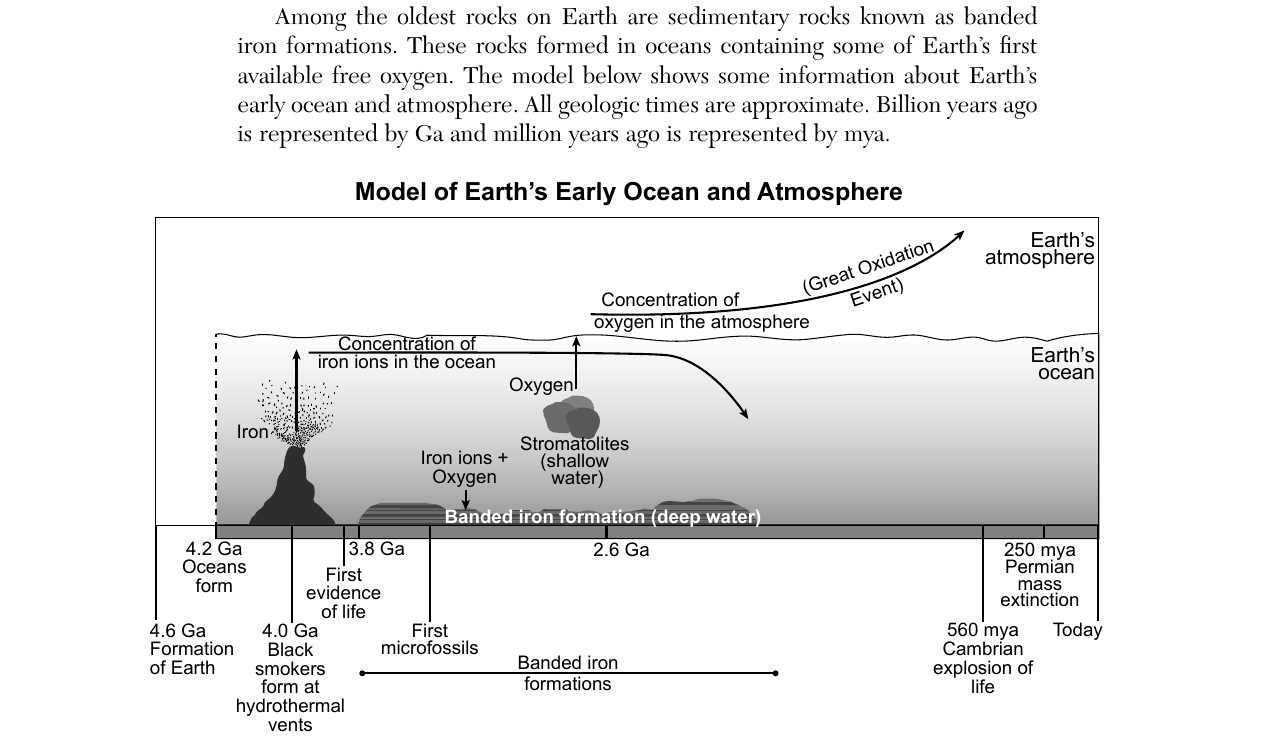 Among the oldest rocks on Earth are sedimentary rocks known as banded
iron formations. These rocks formed in oceans containing some of Earth’s first
available free oxygen. The model below shows some information about Earth’s
early ocean and atmosphere. All geologic times are approximate. Billion years ago
is represented by Ga and million years ago is represented by mya.
Model of Earth’s Early Ocean and Atmosphere
Earth’s
atmosphere
(Great Oxidation
Event)
Concentration of
oxygen in the atmosphere
Concentration of
iron ions in the ocean
Earth’s
ocean
Oxygen
Iron
Stromatolites
(shallow
water)
Iron ions +
Oxygen
Banded iron formation (deep water)
4.2 Ga
Oceans
form
3.8 Ga
First
evidence
of life
2.6 Ga
250 mya
Permian
mass
extinction
4.6 Ga
Formation
of Earth
4.0 Ga
Black
smokers
form at
hydrothermal
vents
First
microfossils
Banded iron
formations
560 mya
Cambrian
explosion of
life
Today